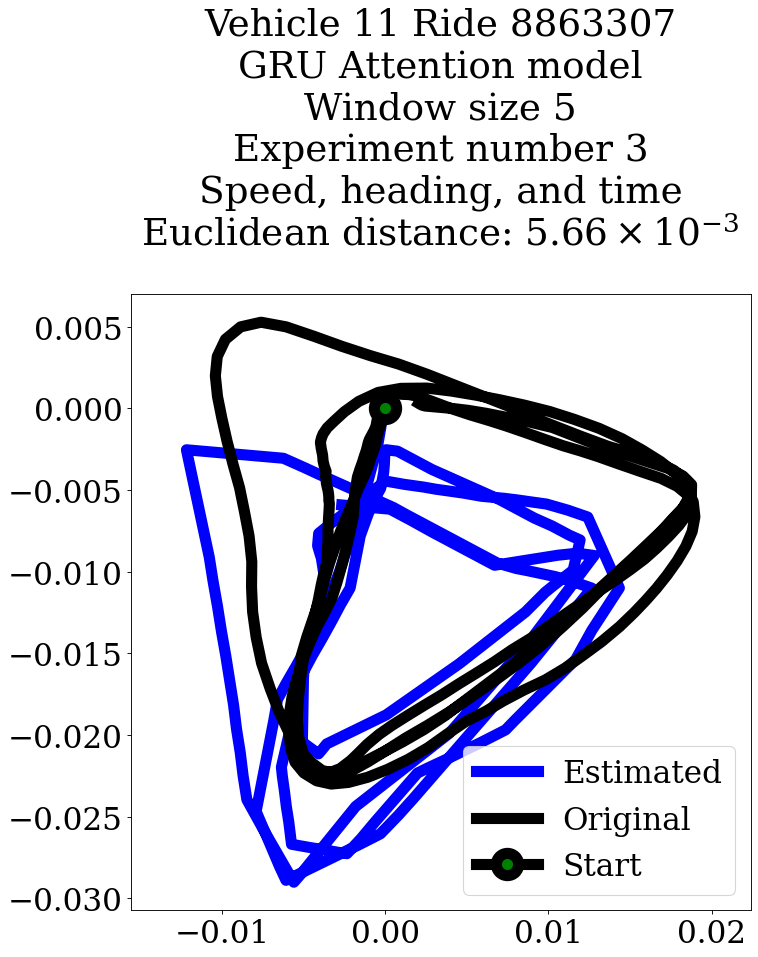 Vehicle 11 Ride 8863307
GRU Attention model
Window size 5
Experiment number 3
Speed, heading, and time
Euclidean distance: 5.66 × 10⁻³
0.005
0.000
−0.005
−0.010
−0.015
−0.020
−0.025
−0.030
Estimated
Original
Start
−0.01 0.00 0.01 0.02